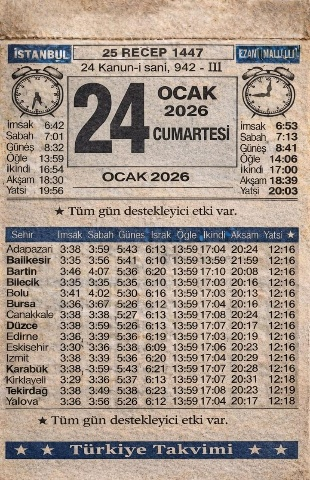 İSTANBUL
25 RECEP 1447
24 Kanun-i sani, 942 - III
24
OCAK
2026
CUMARTESİ
OCAK 2026
İmsak 6:42
Sabah 7:01
Güneş 8:32
Öğle 13:59
İkindi 16:54
Akşam 18:30
Yatsı 19:56
İmsak 6:53
Sabah 7:13
Güneş 8:41
Öğle 14:06
İkindi 17:00
Akşam 18:39
Yatsı 20:03
★ Tüm gün destekleyici etki var.
Şehir İmsak Sabah Güneş İsrak Öğle İkindi Akşam Yatsı ★
Adapazarı 3:38 3:59 5:43 6:13 13:59 17:04 20:24 12:16
Balikesir 3:35 3:56 5:41 6:10 13:59 13:59 21:59 12:16
Bartin 3:46 4:07 5:36 6:20 13:59 17:10 20:08 12:16
Bilecik 3:35 3:35 5:35 6:10 13:59 17:03 20:16 12:16
Bolu 3:41 4:02 5:30 6:16 13:59 17:03 20:13 12:16
Bursa 3:36 3:67 5:26 6:12 13:59 17:04 20:16 12:16
Canakkale 3:38 3:38 5:27 6:13 13:59 17:08 20:24 12:16
Düzce 3:38 3:59 5:26 6:13 13:59 17:07 20:17 12:16
Edirne 3:36 3:39 5:36 6:19 13:59 17:03 20:29 12:16
Eskisehir 3:30 3:36 5:38 6:09 13:59 17:06 20:23 12:16
Izmit 3:38 3:39 5:36 6:20 13:59 17:04 20:29 12:16
Karabük 3:38 3:59 5:43 6:21 13:59 17:07 20:28 12:16
Kirklayeli 3:29 3:36 5:37 6:13 13:59 17:07 20:31 12:18
Tekirdağ 3:38 3:49 5:38 6:23 13:59 17:08 20:23 12:19
Yalova 3:36 3:56 5:26 6:12 13:59 17:04 20:17 12:18
★ Tüm gün destekleyici etki var.
★ ★ Türkiye Takvimi ★ ★